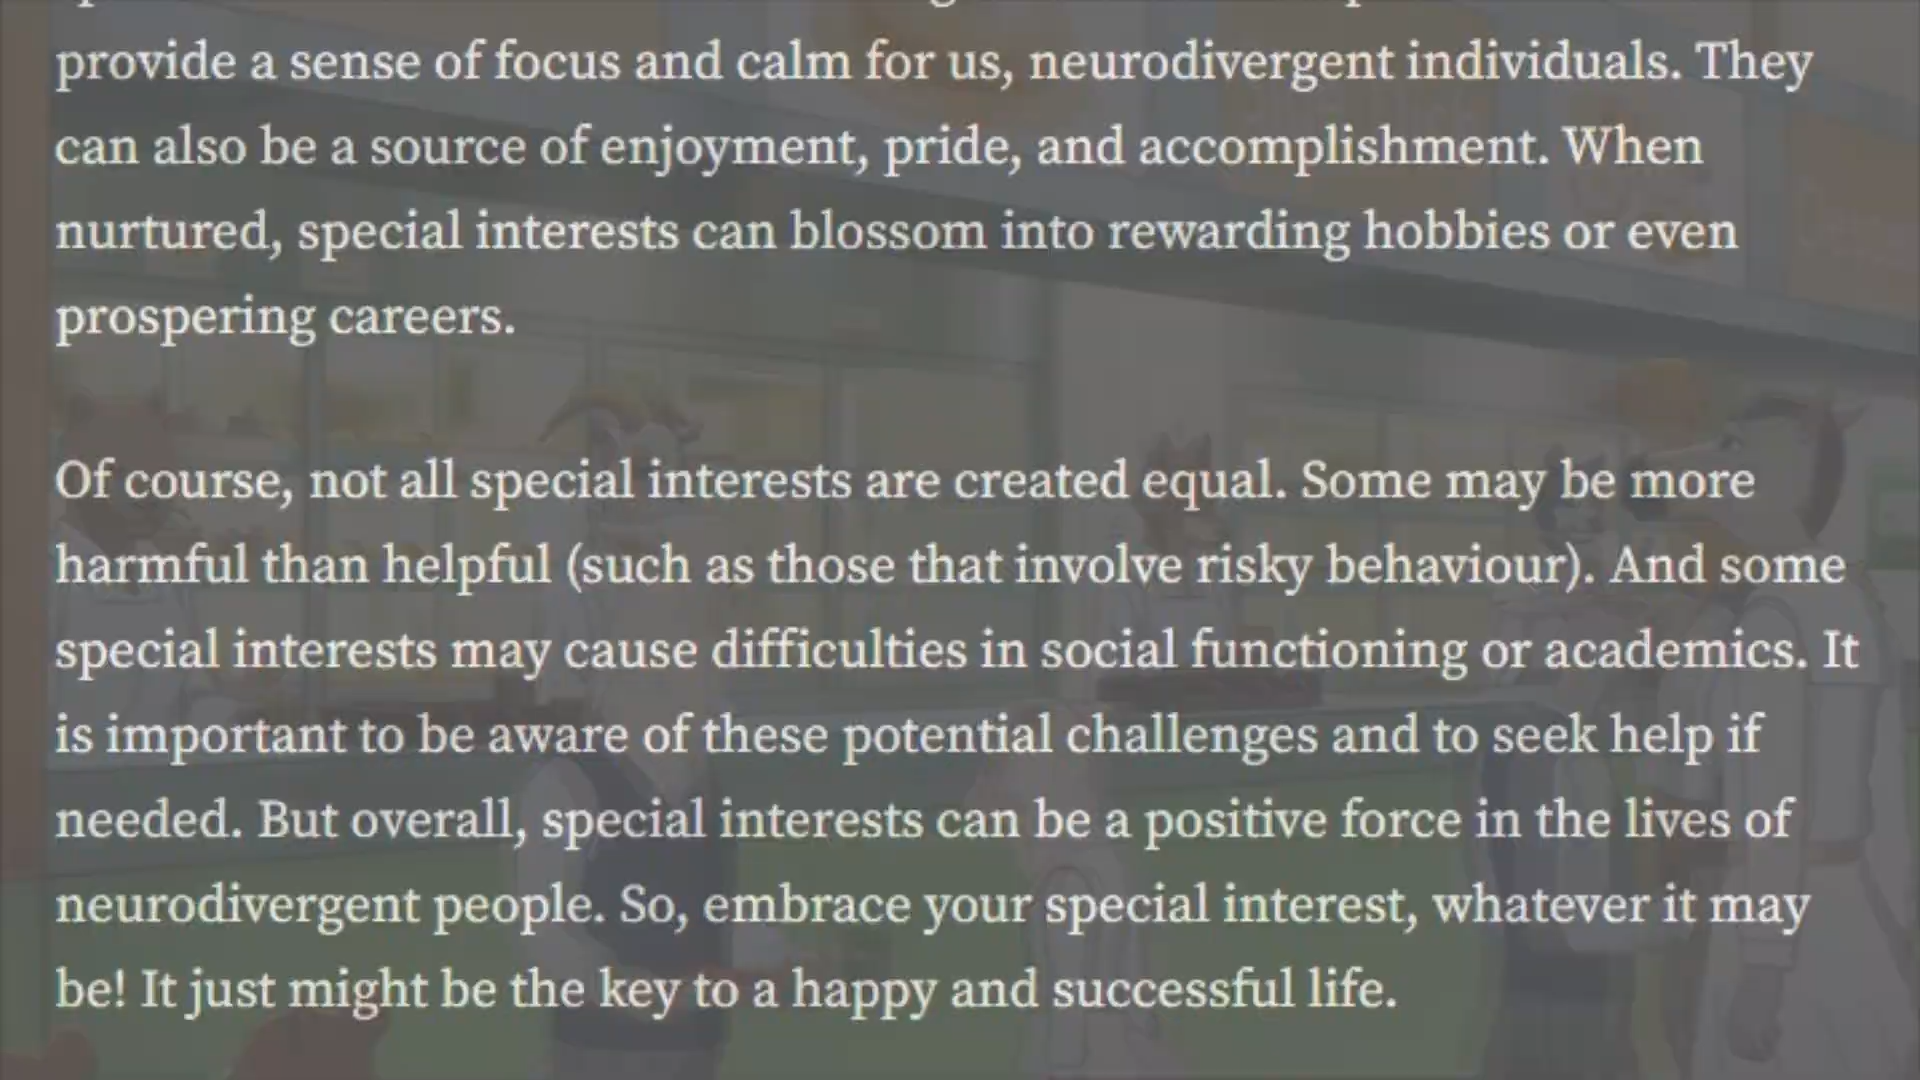 provide a sense of focus and calm for us, neurodivergent individuals. They
can also be a source of enjoyment, pride, and accomplishment. When
nurtured, special interests can blossom into rewarding hobbies or even
prospering careers.
Of course, not all special interests are created equal. Some may be more
harmful than helpful (such as those that involve risky behaviour). And some
special interests may cause difficulties in social functioning or academics. It
is important to be aware of these potential challenges and to seek help if
needed. But overall, special interests can be a positive force in the lives of
neurodivergent people. So, embrace your special interest, whatever it may
be! It just might be the key to a happy and successful life.